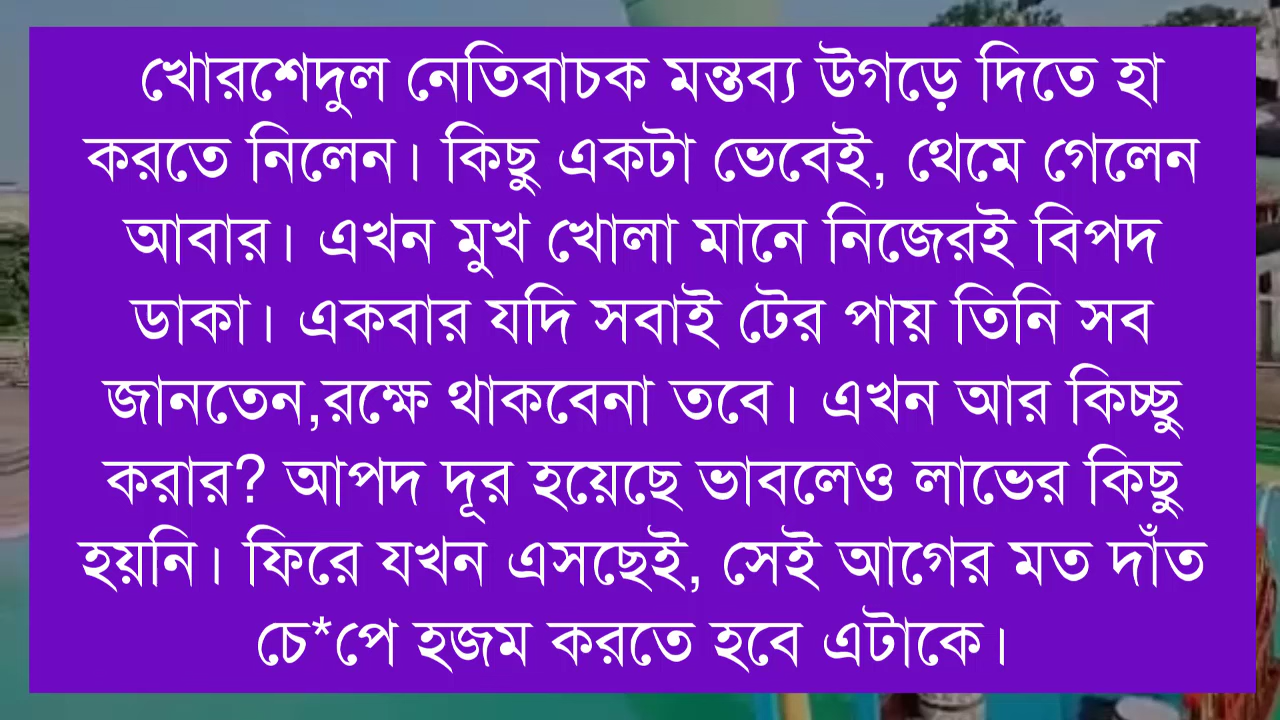 খোরশেদুল নেতিবাচক মন্তব্য উগড়ে দিতে হা
করতে নিলেন। কিছু একটা ভেবেই, থেমে গেলেন
আবার। এখন মুখ খোলা মানে নিজেরই বিপদ
ডাকা। একবার যদি সবাই টের পায় তিনি সব
জানতেন,রক্ষে থাকবেনা তবে। এখন আর কিচ্ছু
করার? আপদ দূর হয়েছে ভাবলেও লাভের কিছু
হয়নি। ফিরে যখন এসছেই, সেই আগের মত দাঁত
চে*পে হজম করতে হবে এটাকে।